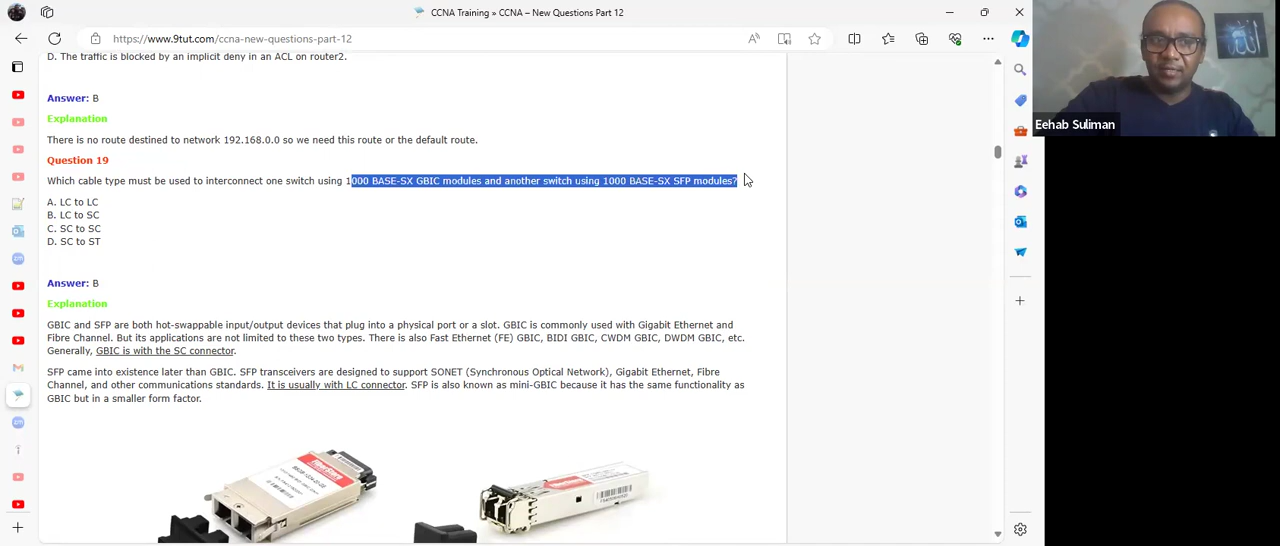 CCNA Training » CCNA – New Questions Part 12
https://www.9tut.com/ccna-new-questions-part-12
D. The traffic is blocked by an implicit deny in an ACL on router2.
Answer: B
Explanation
There is no route destined to network 192.168.0.0 so we need this route or the default route.
Question 19
Which cable type must be used to interconnect one switch using 1000 BASE-SX GBIC modules and another switch using 1000 BASE-SX SFP modules?
A. LC to LC
B. LC to SC
C. SC to SC
D. SC to ST
Answer: B
Explanation
GBIC and SFP are both hot-swappable input/output devices that plug into a physical port or a slot. GBIC is commonly used with Gigabit Ethernet and
Fibre Channel. But its applications are not limited to these two types. There is also Fast Ethernet (FE) GBIC, BIDI GBIC, CWDM GBIC, DWDM GBIC, etc.
Generally, GBIC is with the SC connector.
SFP came into existence later than GBIC. SFP transceivers are designed to support SONET (Synchronous Optical Network), Gigabit Ethernet, Fibre
Channel, and other communications standards. It is usually with LC connector. SFP is also known as mini-GBIC because it has the same functionality as
GBIC but in a smaller form factor.
Eehab Suliman